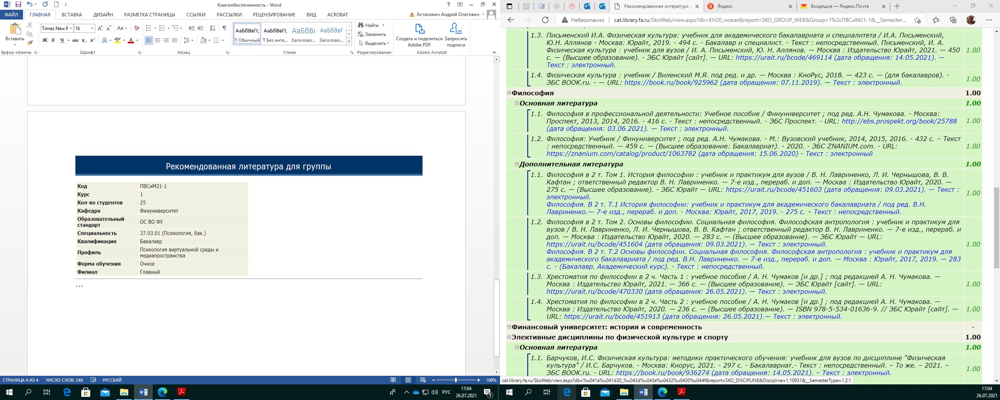 Книгообеспеченность - Word
ФАЙЛ ГЛАВНАЯ ВСТАВКА ДИЗАЙН РАЗМЕТКА СТРАНИЦЫ ССЫЛКИ РАССЫЛКИ РЕЦЕНЗИРОВАНИЕ ВИД ACROBAT Астапович Андрей Олегович
Вставить
Times New R 16
Буфер обмена
Шрифт
Абзац
АаБбВвГг, АаБбВвГг, АаБбВı АаБбВвГ
¶ Обычный ¶ Без инте... Заголово... Заголово...
Стили
Найти
Заменить
Выделить
Редактирование
Создать и поделиться
Adobe PDF
Запросить
подписи
Adobe Acrobat
Рекомендованная литература для группы
Код ПВСиМ21-1
Курс 1
Кол-во студентов 25
Кафедра Финуниверситет
Образовательный
стандарт ОС ВО ФУ
Специальность 37.03.01 (Психология, бак.)
Квалификация Бакалавр
Профиль Психология виртуальной среды и
медиапространства
Форма обучения Очное
Филиал Главный
...
СТРАНИЦА 4 ИЗ 4 ЧИСЛО СЛОВ: 248 РУССКИЙ 100%
РУС 17:04
26.07.2021
Рекомендованная литература д Яндекс Входящие — Яндекс.Почта
Небезопасно cat.library.fa.ru/SkoWeb/view.aspx?db=KH20_новая&report=SKO_GROUP_WEB&Group=1%2cПВСиМ21-1&__Semester...
1.3. Письменский И.А. Физическая культура: учебник для академического бакалавриата и специалитета / И.А. Письменский,
Ю.Н. Аллянов - Москва: Юрайт, 2019. - 494 с. - Бакалавр и специалист. - Текст : непосредственный. Письменский, И. А.
Физическая культура : учебник для вузов / И. А. Письменский, Ю. Н. Аллянов. — Москва : Издательство Юрайт, 2021. — 450 1.00
с. — (Высшее образование). - ЭБС Юрайт [сайт]. — URL: https://urait.ru/bcode/469114 (дата обращения: 14.05.2021). —
Текст : электронный.
1.4. Физическая культура : учебник / Виленский М.Я. под ред. и др. — Москва : КноРус, 2018. — 423 с. — (для бакалавров). - 1.00
ЭБС BOOK.ru. - — URL: https://book.ru/book/925962 (дата обращения: 07.11.2019). — Текст : электронный.
Философия 1.00
Основная литература 1.00
1.1. Философия в профессиональной деятельности: Учебное пособие / Финуниверситет ; под ред. А.Н. Чумакова. - Москва:
Проспект, 2013, 2014, 2016. - 416 с. - Текст : непосредственный. - ЭБС Проспект. - URL: http://ebs.prospekt.org/book/25788 1.00
(дата обращения: 03.06.2021). — Текст : электронный.
1.2. Философия: Учебник / Финуниверситет ; под ред. А.Н. Чумакова. - М.: Вузовский учебник, 2014, 2015, 2016. - 432 с. – Текст
: непосредственный. — 459 с. — (Высшее образование: Бакалавриат). - 2020. - ЭБС ZNANIUM.com. - URL: 1.00
https://znanium.com/catalog/product/1063782 (дата обращения: 15.06.2020) - Текст : электронный
Дополнительная литература 1.00
1.1. Философия в 2 т. Том 1. История философии : учебник и практикум для вузов / В. Н. Лавриненко, Л. И. Чернышова, В. В.
Кафтан ; ответственный редактор В. Н. Лавриненко. — 7-е изд., перераб. и доп. — Москва : Издательство Юрайт, 2020. —
275 с. — (Высшее образование). - ЭБС Юрайт — URL: https://urait.ru/bcode/451603 (дата обращения: 09.03.2021). — Текст : 1.00
электронный.
Философия. В 2 т. Т.1 История философии: учебник и практикум для академического бакалавриата / под ред. В.Н.
Лавриненко.— 7-е изд., перераб. и доп. - Москва: Юрайт, 2017, 2019. - 275 с. – Текст : непосредственный.
1.2. Философия в 2 т. Том 2. Основы философии. Социальная философия. Философская антропология : учебник и практикум для
вузов / В. Н. Лавриненко, Л. И. Чернышова, В. В. Кафтан ; ответственный редактор В. Н. Лавриненко. — 7-е изд., перераб. и
доп. — Москва : Издательство Юрайт, 2020. — 283 с. — (Высшее образование). — ЭБС Юрайт — URL:
https://urait.ru/bcode/451604 (дата обращения: 09.03.2021). — Текст : электронный. 1.00
Философия. В 2 т. Т.2 Основы философии. Социальная философия. Философская антропология : учебник и практикум для
академического бакалавриата / под ред. В.Н. Лавриненко. — 7-е изд., перераб. и доп. — Москва : Юрайт, 2017, 2019. — 283
с. - (Бакалавр. Академический курс). - Текст : непосредственный.
1.3. Хрестоматия по философии в 2 ч. Часть 1 : учебное пособие / А. Н. Чумаков [и др.] ; под редакцией А. Н. Чумакова. —
Москва : Издательство Юрайт, 2021. — 366 с. — (Высшее образование). — ЭБС Юрайт [сайт]. — URL: 1.00
https://urait.ru/bcode/470330 (дата обращения: 26.05.2021). — Текст : электронный.
1.4. Хрестоматия по философии в 2 ч. Часть 2 : учебное пособие / А. Н. Чумаков [и др.] ; под редакцией А. Н. Чумакова. —
Москва : Издательство Юрайт, 2020. — 236 с. — (Высшее образование). — ISBN 978-5-534-01636-9. // ЭБС Юрайт [сайт]. — 1.00
URL: https://urait.ru/bcode/451913 (дата обращения: 26.05.2021).— Текст : электронный.
Финансовый университет: история и современность -
Элективные дисциплины по физической культуре и спорту 1.00
Основная литература 1.00
1.1. Барчуков, И.С. Физическая культура: методики практического обучения: учебник для вузов по дисциплине "Физическая
культура" / И.С. Барчуков. - Москва: Кнорус, 2021. - 297 с. - Бакалавриат.- Текст : непосредственный. – То же. – 2021. – 1.00
ЭБС BOOK.ru. - URL: https://book.ru/book/936274 (дата обращения: 14.05.2021). – Текст : электронный.
cat.library.fa.ru/SkoWeb/view.aspx?db=%u041a%u041d20_%u043d%u043e%u0432%u0430%u044f&report=SKO_DISCIPLINE&Discipline=1,10931&__SemesterType=1,2;1
17:04
26.07.2021